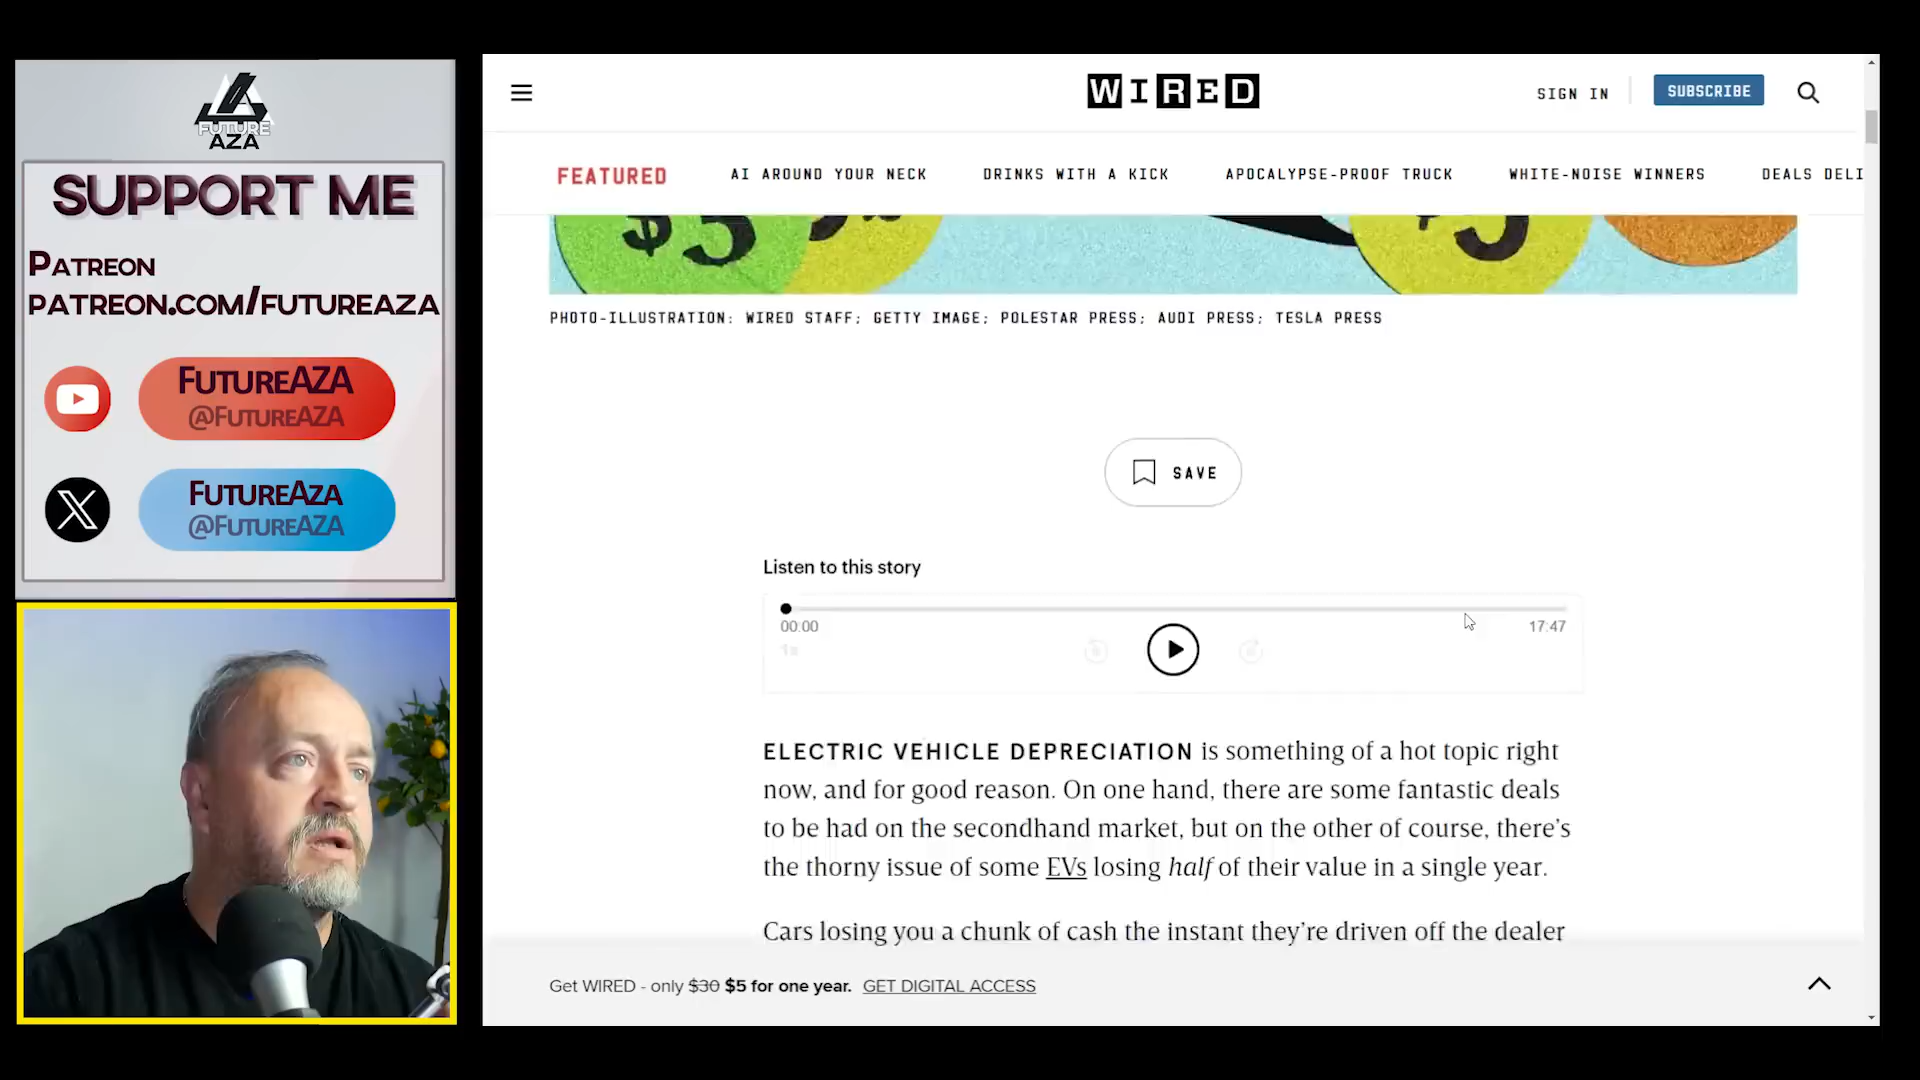 FUTURE
AZA
SUPPORT ME
PATREON
PATREON.COM/FUTUREAZA
FUTUREAZA
@FUTUREAZA
FUTUREAZA
@FUTUREAZA
WIRED
SIGN IN
SUBSCRIBE
FEATURED
AI AROUND YOUR NECK
DRINKS WITH A KICK
APOCALYPSE-PROOF TRUCK
WHITE-NOISE WINNERS
DEALS DELI
PHOTO-ILLUSTRATION: WIRED STAFF; GETTY IMAGE; POLESTAR PRESS; AUDI PRESS; TESLA PRESS
SAVE
Listen to this story
00:00
17:47
1x
ELECTRIC VEHICLE DEPRECIATION is something of a hot topic right
now, and for good reason. On one hand, there are some fantastic deals
to be had on the secondhand market, but on the other of course, there's
the thorny issue of some EVs losing half of their value in a single year.
Cars losing you a chunk of cash the instant they're driven off the dealer
Get WIRED - only $30 $5 for one year. GET DIGITAL ACCESS